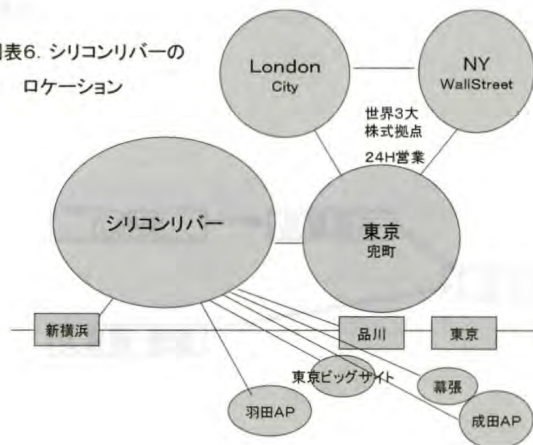 表6. シリコンリバーの
ロケーション
London
City
NY
WallStreet
世界3大
株式拠点
24H営業
シリコンリバー
東京
兜町
新横浜
品川
東京
東京ビッグサイト
幕張
羽田AP
成田AP